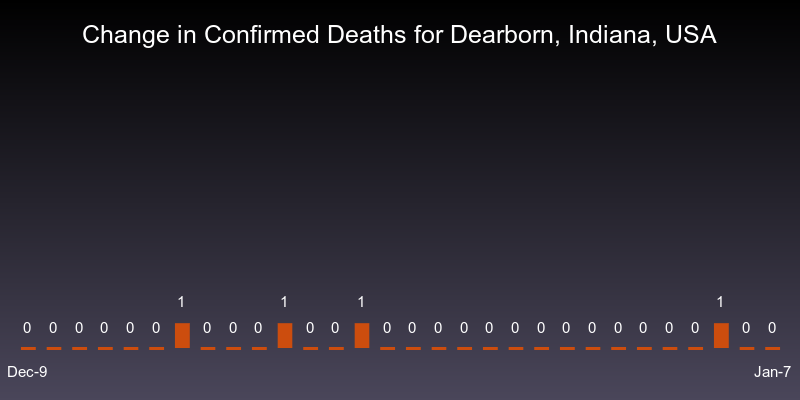 Change in Confirmed Deaths for Dearborn, Indiana, USA
1 1 1 1
0 0 0 0 0 0 0 0 0 0 0 0 0 0 0 0 0 0 0 0 0 0 0 0 0 0
Dec-9 Jan-7